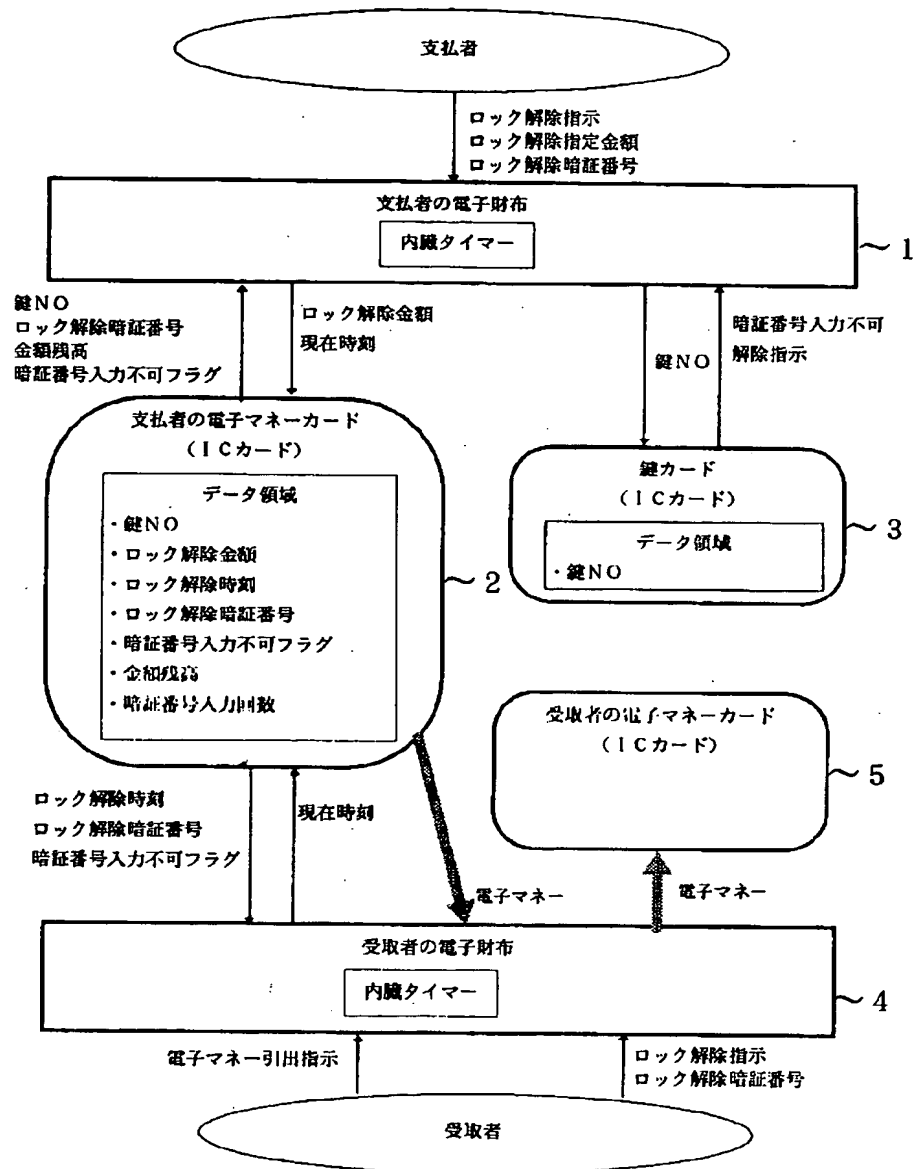 支払者
ロック解除指示
ロック解除指定金額
ロック解除暗証番号
支払者の電子財布
内臓タイマー
1
鍵NO
ロック解除暗証番号
金額残高
暗証番号入力不可フラグ
ロック解除金額
現在時刻
鍵NO
暗証番号入力不可
解除指示
支払者の電子マネーカード
(ICカード)
データ領域
・鍵NO
・ロック解除金額
・ロック解除時刻
・ロック解除暗証番号
・暗証番号入力不可フラグ
・金額残高
・暗証番号入力回数
2
鍵カード
(ICカード)
データ領域
・鍵NO
3
受取者の電子マネーカード
(ICカード)
5
ロック解除時刻
ロック解除暗証番号
暗証番号入力不可フラグ
現在時刻
電子マネー
電子マネー
受取者の電子財布
内臓タイマー
4
電子マネー引出指示
ロック解除指示
ロック解除暗証番号
受取者